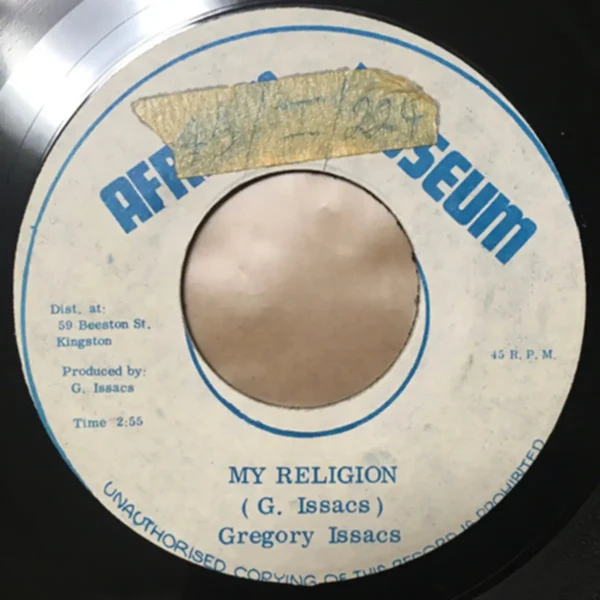 AFR USEUM
Dist. at:
59 Beeston St.
Kingston
Produced by:
G. Issacs
Time 2:55
45 R.P.M.
MY RELIGION
( G. Issacs )
Gregory Issacs
UNAUTHORISED COPYING OF THIS RECORD IS PROHIBITED